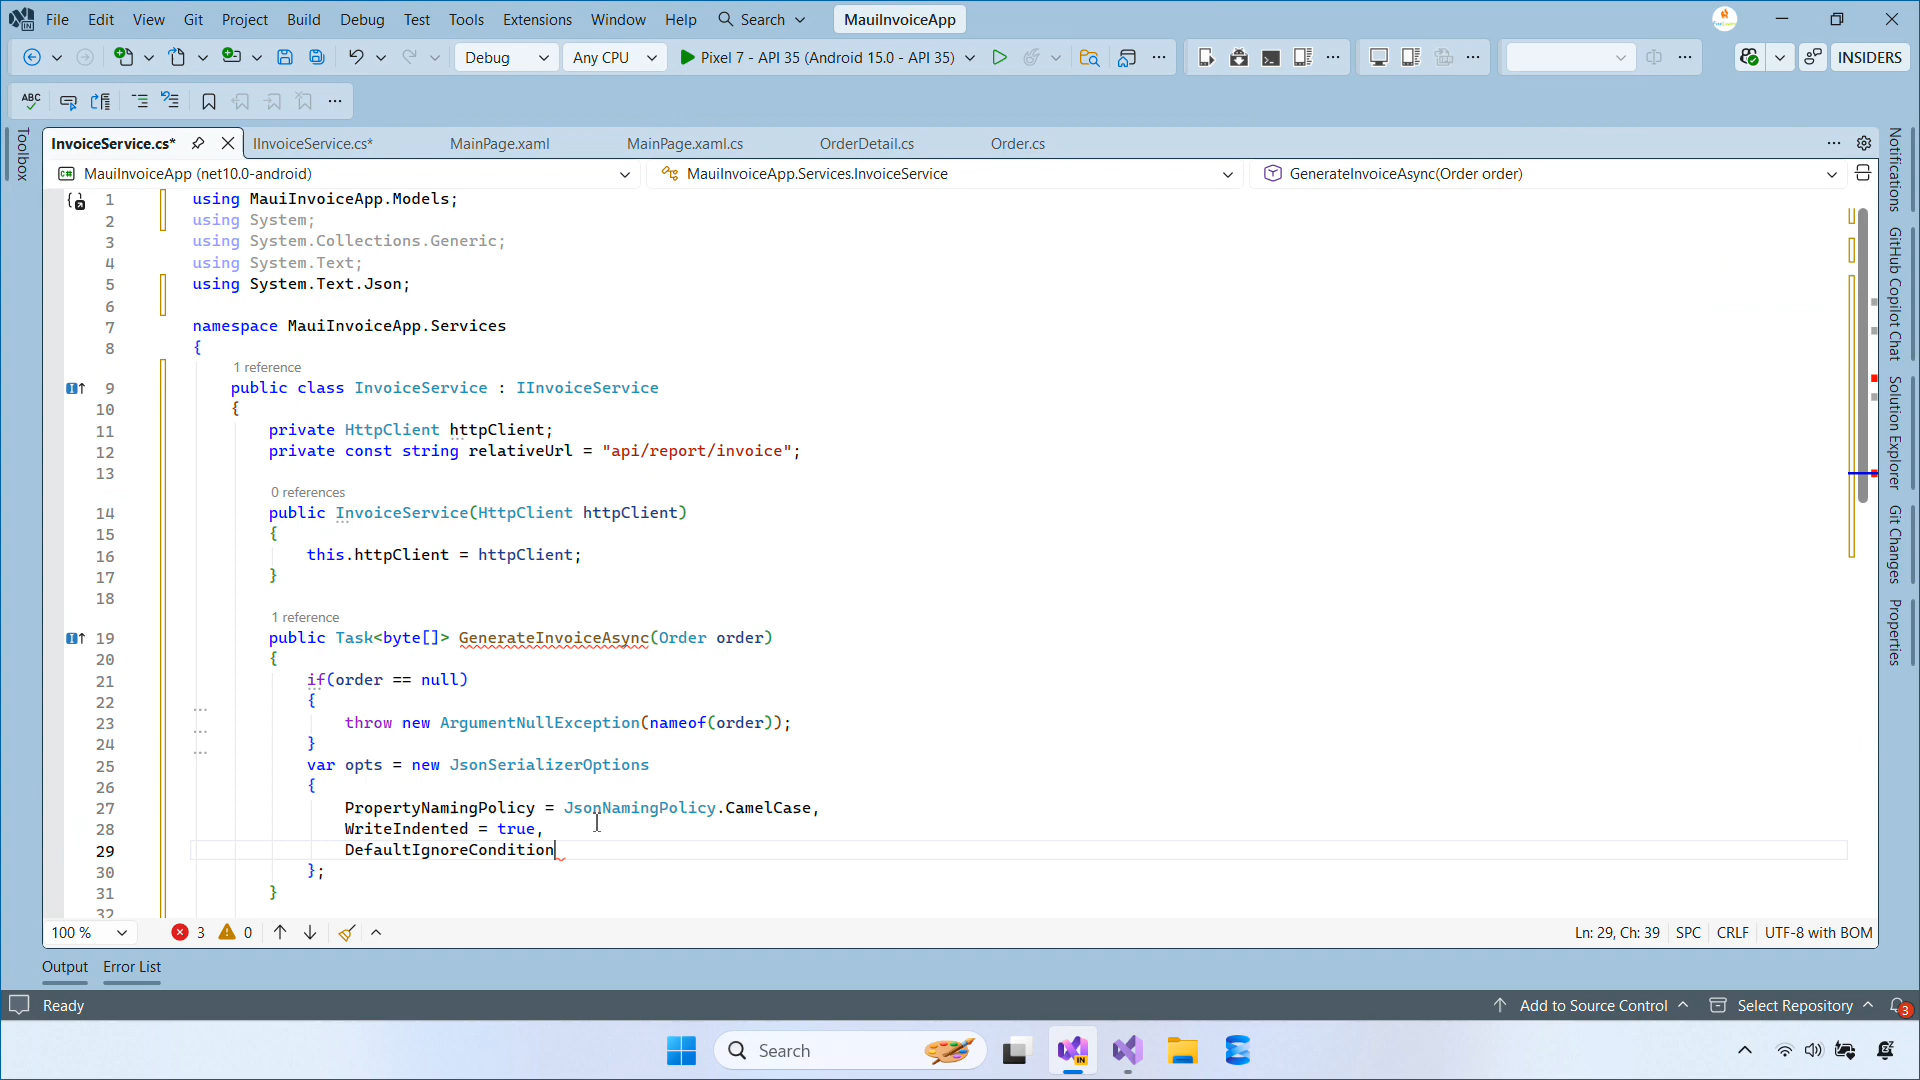 File Edit View Git Project Build Debug Test Tools Extensions Window Help Search MauiInvoiceApp
Debug Any CPU Pixel 7 - API 35 (Android 15.0 - API 35) INSIDERS
ABC
InvoiceService.cs* IInvoiceService.cs* MainPage.xaml MainPage.xaml.cs OrderDetail.cs Order.cs
MauiInvoiceApp (net10.0-android) MauiInvoiceApp.Services.InvoiceService GenerateInvoiceAsync(Order order)
1 using MauiInvoiceApp.Models;
2 using System;
3 using System.Collections.Generic;
4 using System.Text;
5 using System.Text.Json;
6
7 namespace MauiInvoiceApp.Services
8 {
1 reference
9 public class InvoiceService : IInvoiceService
10 {
11 private HttpClient httpClient;
12 private const string relativeUrl = "api/report/invoice";
13
0 references
14 public InvoiceService(HttpClient httpClient)
15 {
16 this.httpClient = httpClient;
17 }
18
1 reference
19 public Task<byte[]> GenerateInvoiceAsync(Order order)
20 {
21 if(order == null)
22 {
23 throw new ArgumentNullException(nameof(order));
24 }
25 var opts = new JsonSerializerOptions
26 {
27 PropertyNamingPolicy = JsonNamingPolicy.CamelCase,
28 WriteIndented = true,
29 DefaultIgnoreCondition
30 };
31 }
32
100 % 3 0 Ln: 29, Ch: 39 SPC CRLF UTF-8 with BOM
Output Error List
Ready Add to Source Control Select Repository 3
Search
Toolbox
Notifications
GitHub Copilot Chat
Solution Explorer
Git Changes
Properties